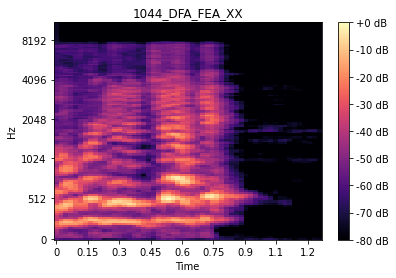 1044_DFA_FEA_XX
+0 dB
8192
-10 dB
4096
-20 dB
-30 dB
2048
Hz
-40 dB
1024
-50 dB
-60 dB
512
-70 dB
0
-80 dB
0 0.15 0.3 0.45 0.6 0.75 0.9 1.1 1.2
Time